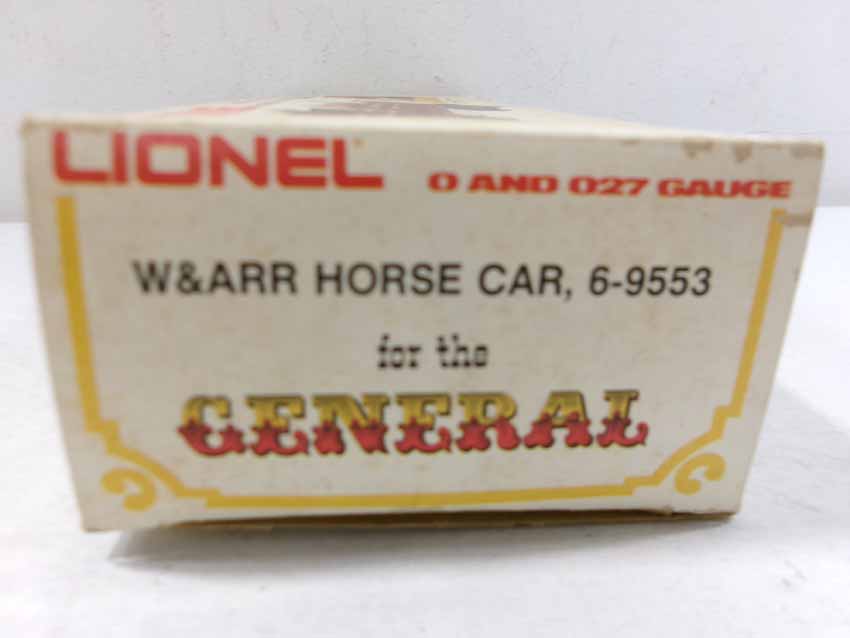 LIONEL O AND O27 GAUGE
W&ARR HORSE CAR, 6-9553
for the
GENERAL